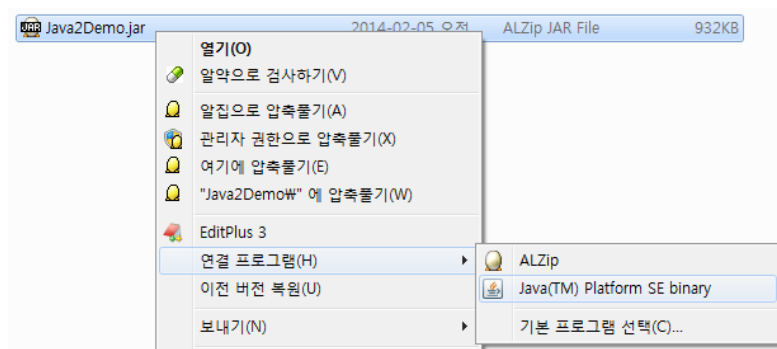 Java2Demo.jar 2014-02-05 오전 ALZip JAR File 932KB
열기(O)
알약으로 검사하기(V)
알집으로 압축풀기(A)
관리자 권한으로 압축풀기(X)
여기에 압축풀기(E)
"Java2Demo₩" 에 압축풀기(W)
EditPlus 3
연결 프로그램(H)
ALZip
이전 버전 복원(U)
Java(TM) Platform SE binary
보내기(N)
기본 프로그램 선택(C)...